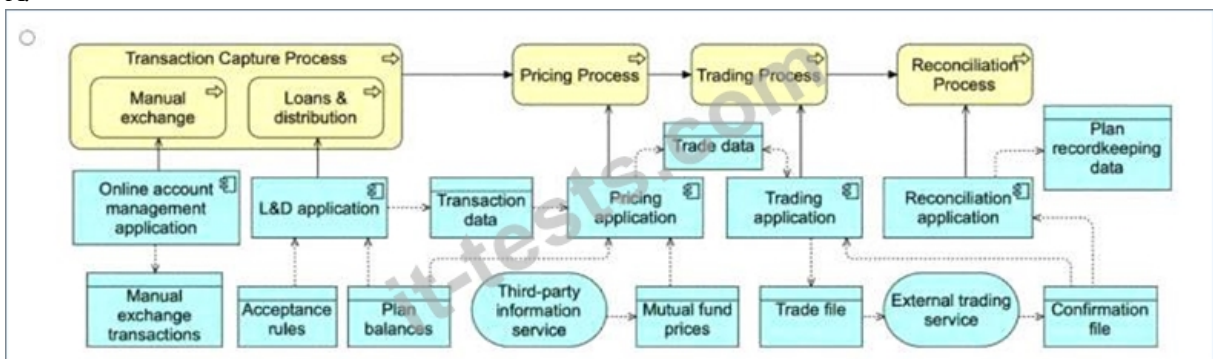 Transaction Capture Process
Manual
exchange
Loans &
distribution
Pricing Process
Trading Process
Reconciliation
Process
Trade data
Plan
recordkeeping
data
Online account
management
application
L&D application
Transaction
data
Pricing
application
Trading
application
Reconciliation
application
Manual
exchange
transactions
Acceptance
rules
Plan
balances
Third-party
information
service
Mutual fund
prices
Trade file
External trading
service
Confirmation
file
it-tests.com